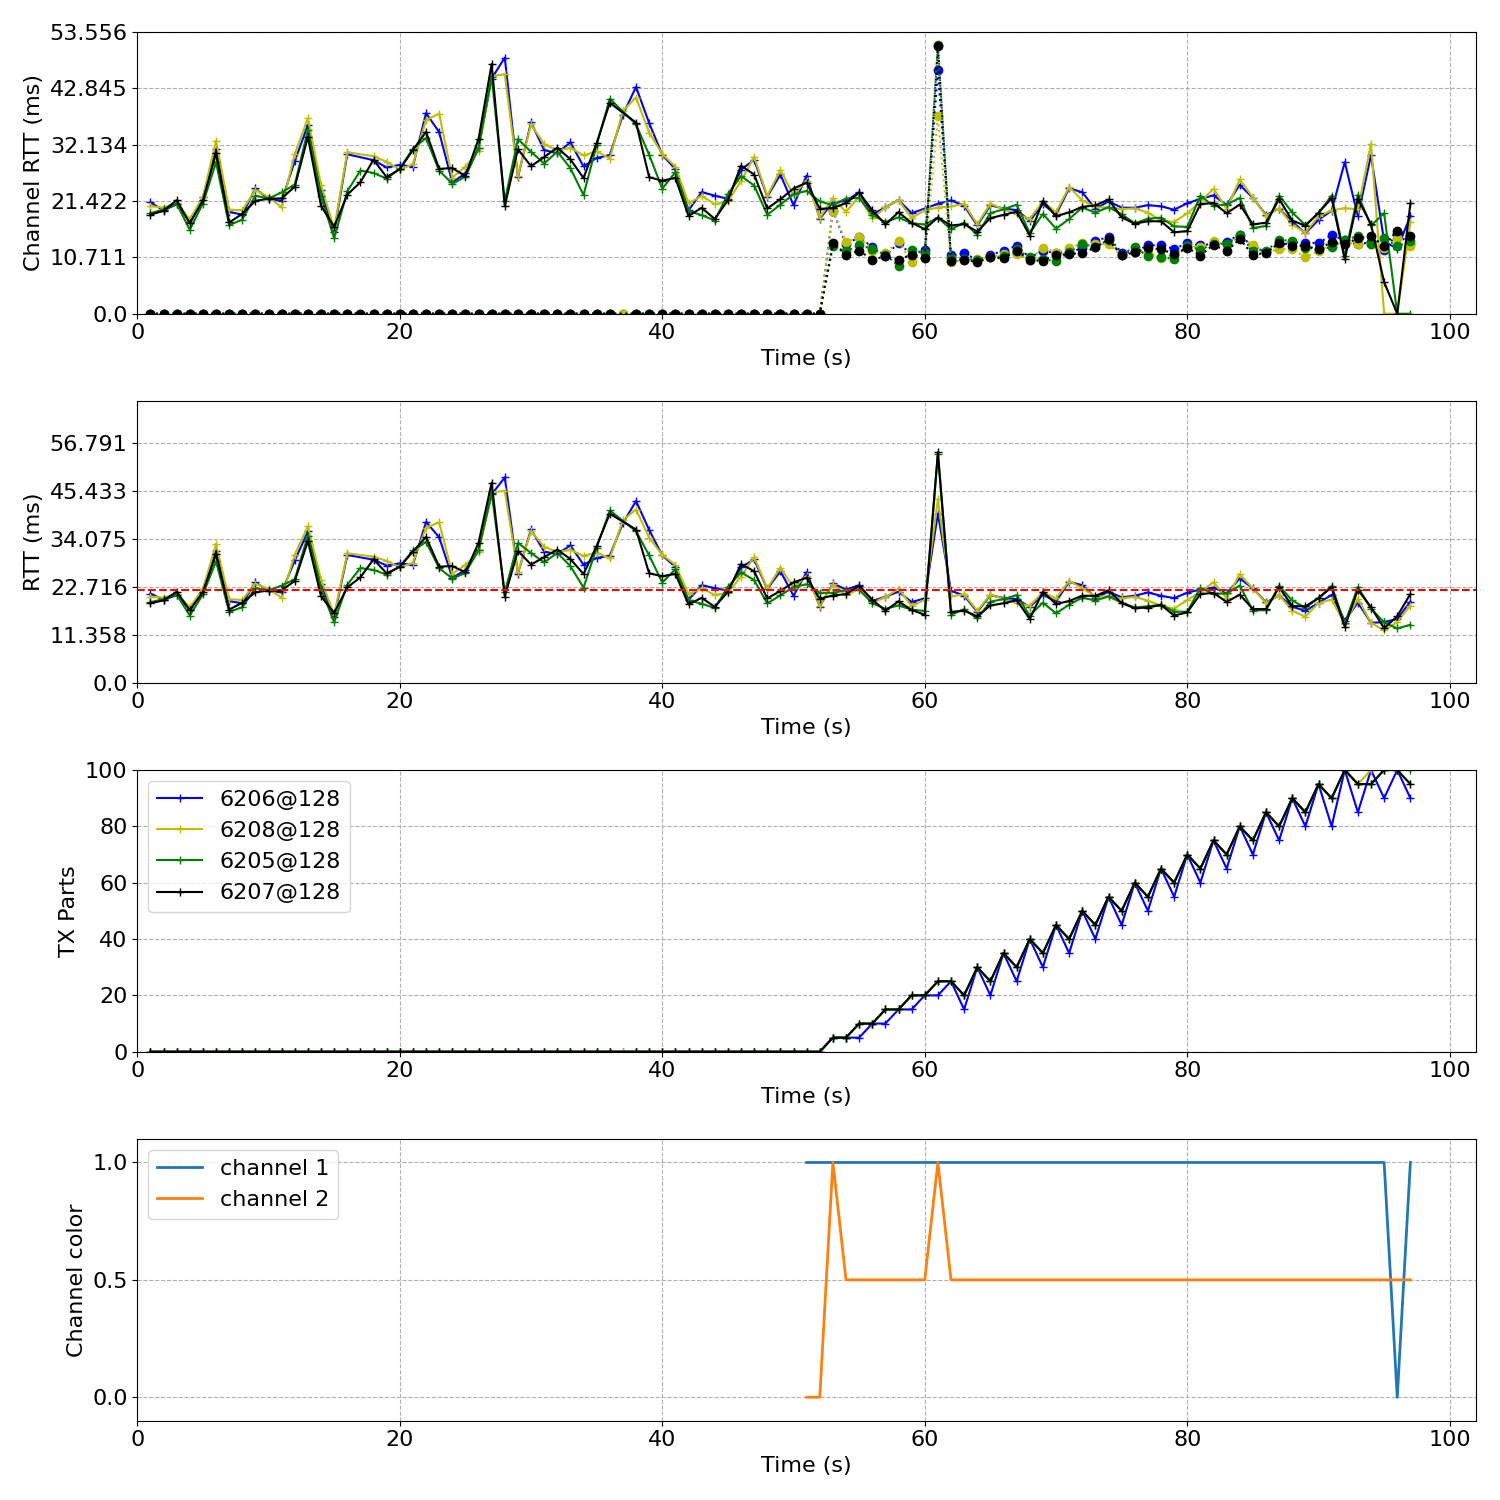 53.556
42.845
32.134
21.422
10.711
0.0
Channel RTT (ms)
0 20 40 60 80 100
Time (s)
56.791
45.433
34.075
22.716
11.358
0.0
RTT (ms)
0 20 40 60 80 100
Time (s)
100
80
60
40
20
0
TX Parts
6206@128
6208@128
6205@128
6207@128
0 20 40 60 80 100
Time (s)
1.0
0.5
0.0
Channel color
channel 1
channel 2
0 20 40 60 80 100
Time (s)